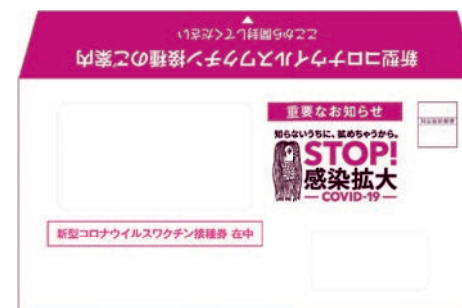 ここから開封してください
新型コロナウイルスワクチン接種のご案内
重要なお知らせ
知らないうちに、拡めちゃうから。
STOP!
感染拡大
COVID-19
新型コロナウイルスワクチン接種券 在中